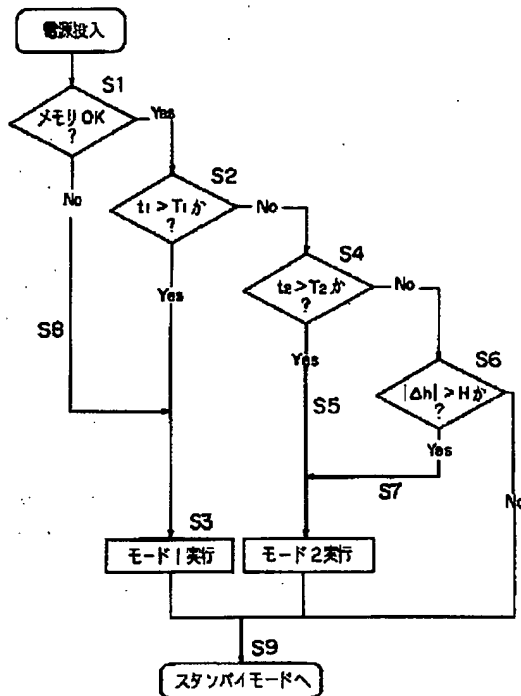 電源投入
S1
メモリOK
?
Yes
No
S2
t1>T1か
?
No
Yes
S4
t2>T2か
?
No
Yes
S8
S5
S6
|Δh|>Hか
?
Yes
No
S7
S3
モード1実行
モード2実行
S9
スタンバイモードへ